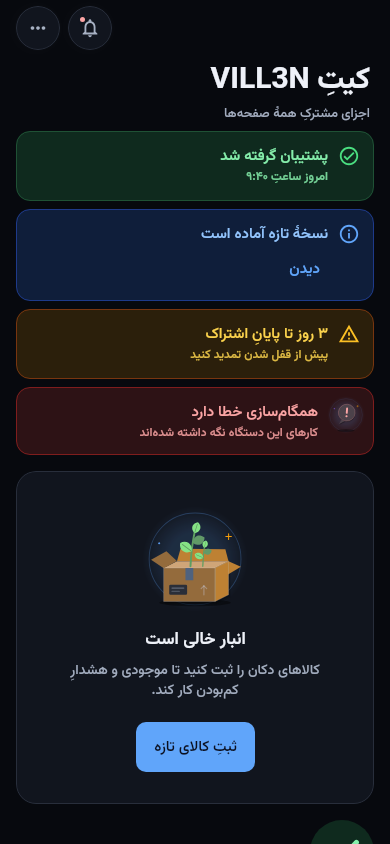 کیتِ VILL3N
اجزای مشترکِ همهٔ صفحه‌ها
پشتیبان گرفته شد
امروز ساعتِ ۹:۴۰
نسخهٔ تازه آماده است
دیدن
۳ روز تا پایانِ اشتراک
پیش از قفل شدن تمدید کنید
همگام‌سازی خطا دارد
کارهای این دستگاه نگه داشته شده‌اند
انبار خالی است
کالاهای دکان را ثبت کنید تا موجودی و هشدارِ
کم‌بودن کار کند.
ثبتِ کالای تازه